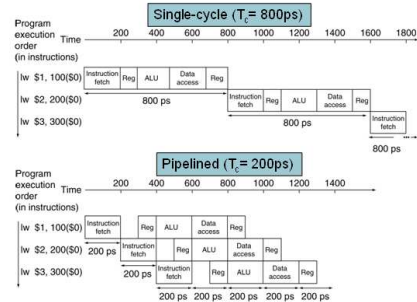 Single-cycle (Tc= 800ps)
Program
execution
order
(in instructions)
Time
200 400 600 800 1000 1200 1400 1600 1800
lw $1, 100($0)
Instruction fetch
Reg
ALU
Data access
Reg
800 ps
lw $2, 200($0)
Instruction fetch
Reg
ALU
Data access
Reg
800 ps
lw $3, 300($0)
Instruction fetch
800 ps
Pipelined (Tc= 200ps)
Program
execution
order
(in instructions)
Time
200 400 600 800 1000 1200 1400
lw $1, 100($0)
Instruction fetch
Reg
ALU
Data access
Reg
200 ps
lw $2, 200($0)
Instruction fetch
Reg
ALU
Data access
Reg
200 ps
lw $3, 300($0)
Instruction fetch
Reg
ALU
Data access
Reg
200 ps 200 ps 200 ps 200 ps 200 ps